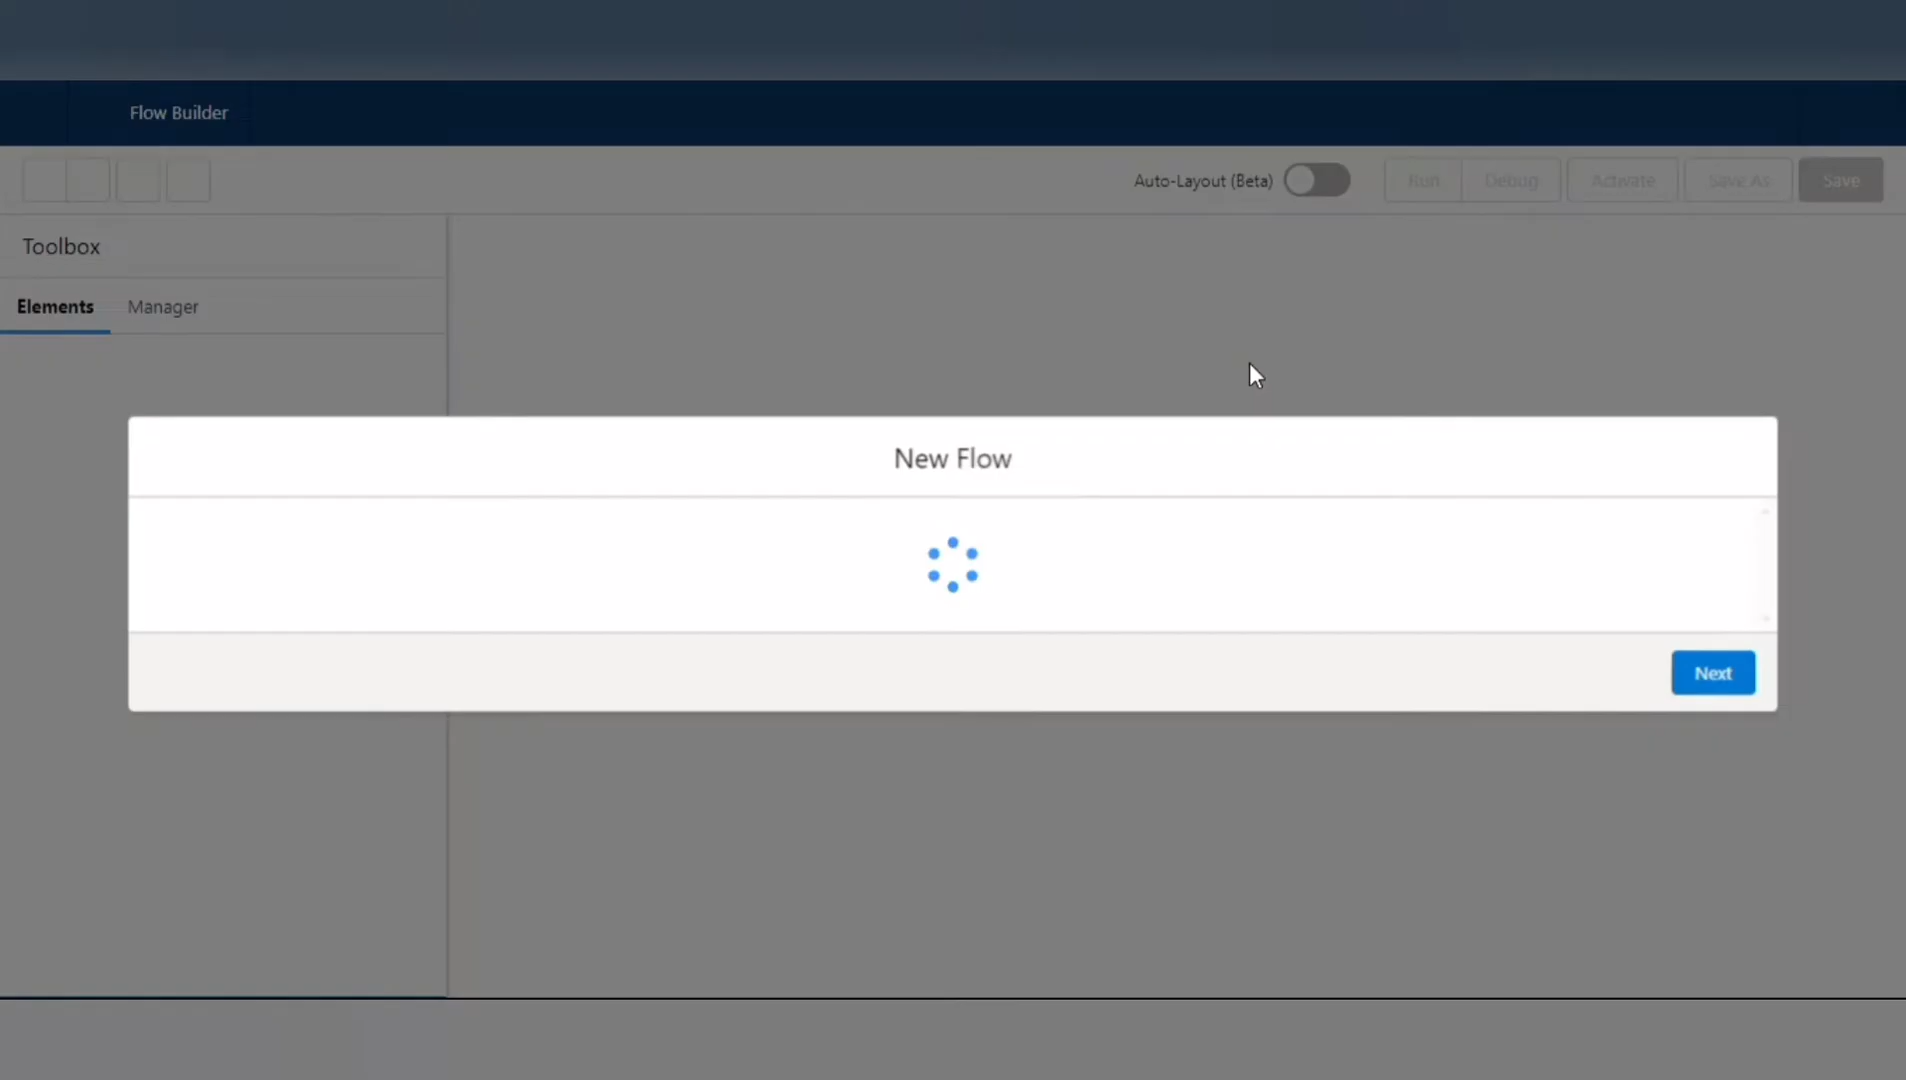 Flow Builder
Auto-Layout (Beta)
Run
Debug
Activate
Save As
Save
Toolbox
Elements
Manager
New Flow
Next